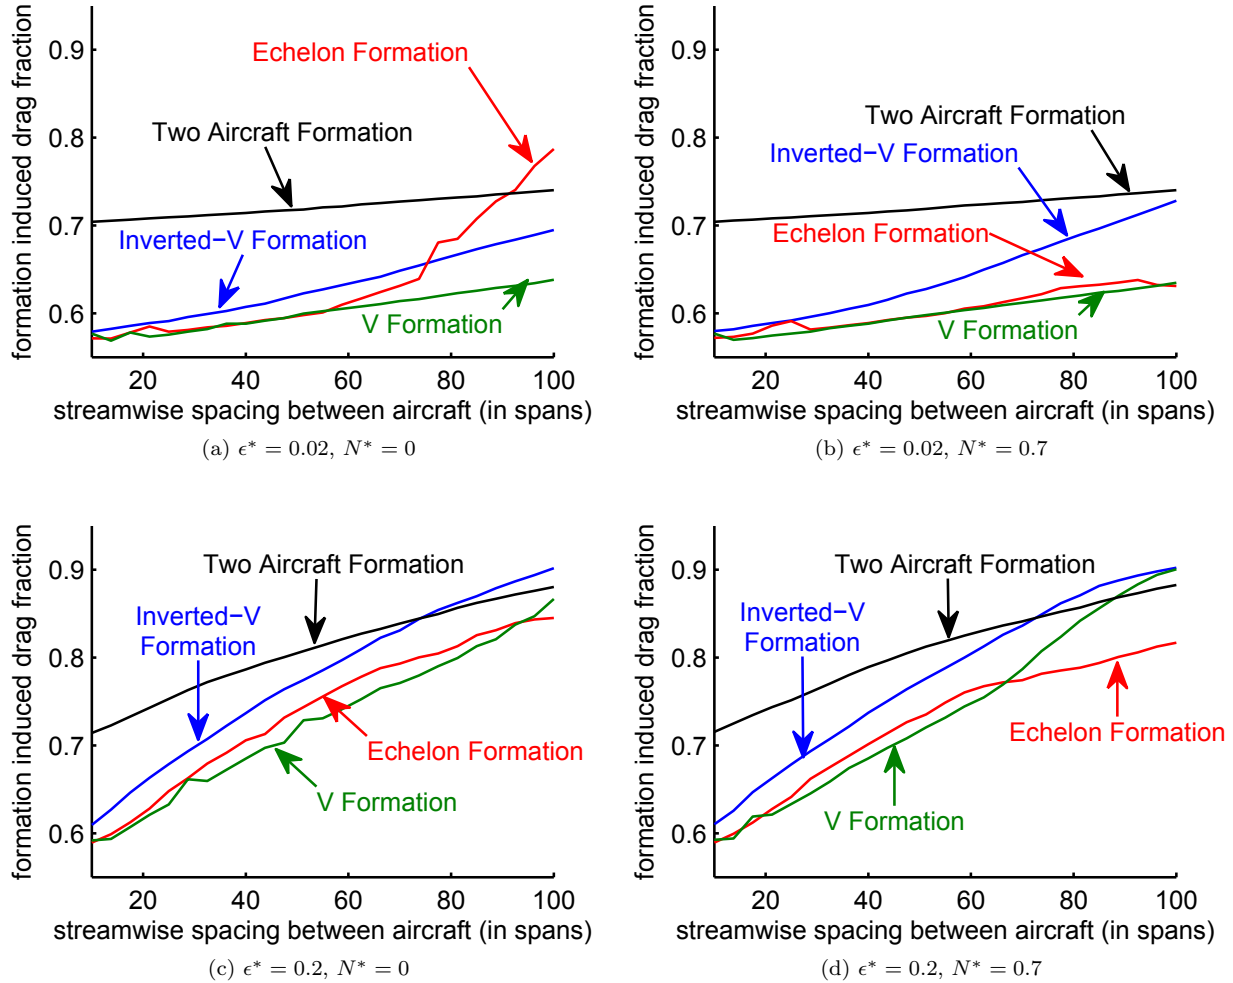 formation induced drag fraction
0.9
0.8
0.7
0.6
Echelon Formation
Two Aircraft Formation
Inverted−V Formation
V Formation
20 40 60 80 100
streamwise spacing between aircraft (in spans)
(a) ϵ* = 0.02, N* = 0
formation induced drag fraction
0.9
0.8
0.7
0.6
Two Aircraft Formation
Inverted−V Formation
Echelon Formation
V Formation
20 40 60 80 100
streamwise spacing between aircraft (in spans)
(b) ϵ* = 0.02, N* = 0.7
formation induced drag fraction
0.9
0.8
0.7
0.6
Two Aircraft Formation
Inverted−V
Formation
Echelon Formation
V Formation
20 40 60 80 100
streamwise spacing between aircraft (in spans)
(c) ϵ* = 0.2, N* = 0
formation induced drag fraction
0.9
0.8
0.7
0.6
Two Aircraft Formation
Inverted−V
Formation
Echelon Formation
V Formation
20 40 60 80 100
streamwise spacing between aircraft (in spans)
(d) ϵ* = 0.2, N* = 0.7